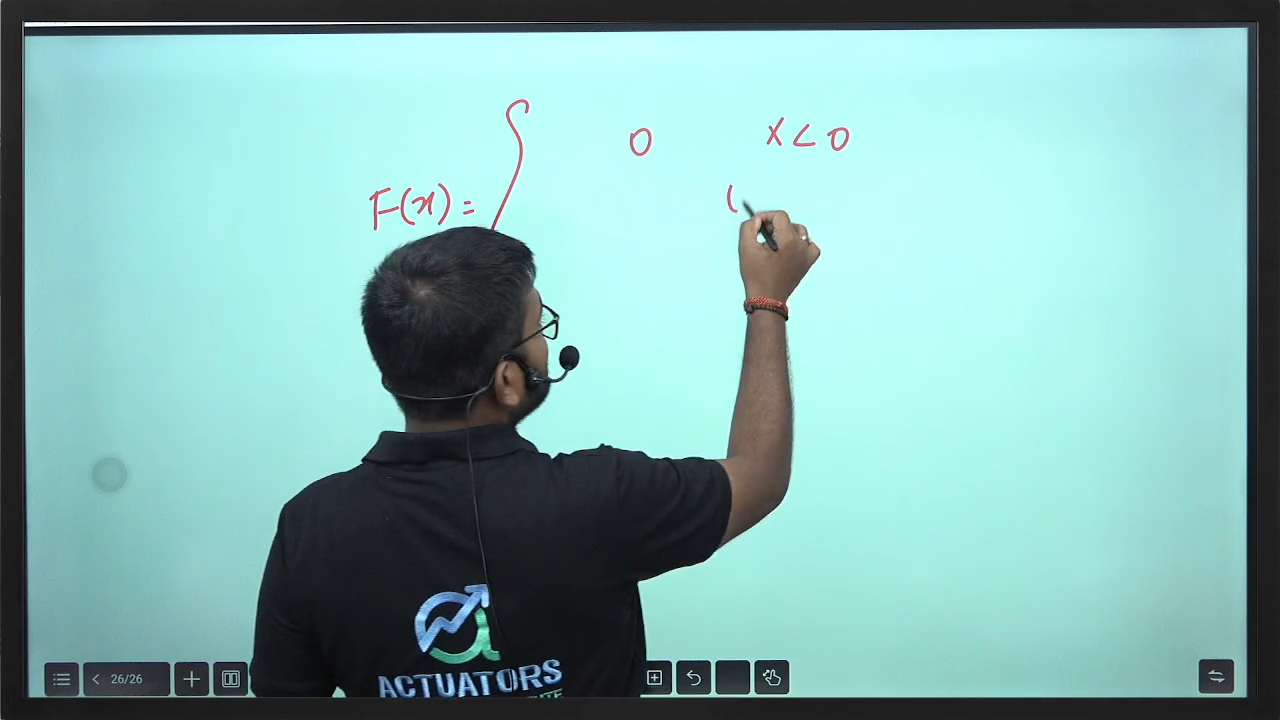 0 x < 0
F(x) =
(
26/26
ACTUATORS